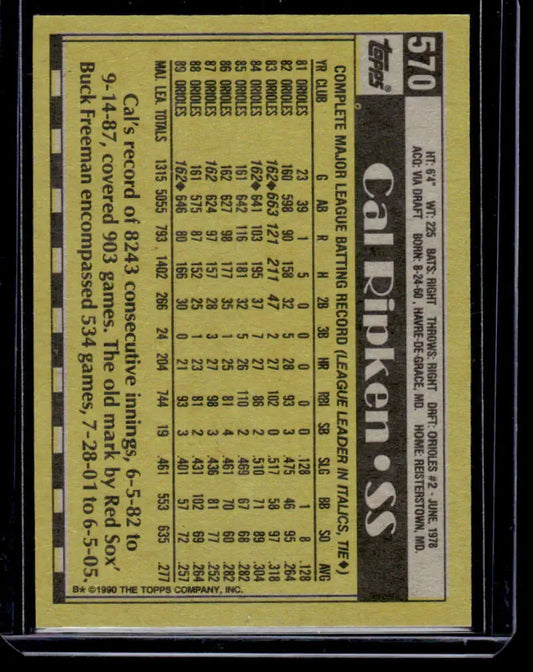 570
Topps®
HT: 6'4" WT: 225 BATS: RIGHT THROWS: RIGHT DRFT: ORIOLES #2 - JUNE, 1978
ACQ: VIA DRAFT BORN: 8-24-60, HAVRE-DE-GRACE, MD. HOME: REISTERSTOWN, MD.
Cal Ripken • SS
COMPLETE MAJOR LEAGUE BATTING RECORD (LEAGUE LEADER IN ITALICS, TIE♦)
YR CLUB G AB R H 2B 3B HR RBI SB SLG BB SO AVG
81 ORIOLES 23 39 1 5 0 0 0 0 0 .128 1 8 .128
82 ORIOLES 160 598 90 158 32 5 28 93 3 .475 46 95 .264
83 ORIOLES 162♦ 663 121 211 47 2 27 102 0 .517 58 97 .318
84 ORIOLES 162♦ 641 103 195 37 7 27 86 2 .510 71 89 .304
85 ORIOLES 161 642 116 181 32 5 26 110 2 .469 67 68 .282
86 ORIOLES 162 627 98 177 35 1 25 81 4 .461 70 60 .282
87 ORIOLES 162 624 97 157 28 3 27 98 3 .436 81 77 .252
88 ORIOLES 161 575 87 152 25 1 23 81 2 .431 102 69 .264
89 ORIOLES 162♦ 646 80 166 30 0 21 93 3 .401 57 72 .257
MAJ. LEA. TOTALS 1315 5055 793 1402 266 24 204 744 19 .461 553 635 .277
Cal's record of 8243 consecutive innings, 6-5-82 to
9-14-87, covered 903 games. The old mark by Red Sox'
Buck Freeman encompassed 534 games, 7-28-01 to 6-5-05.
B★ ©1990 THE TOPPS COMPANY, INC.